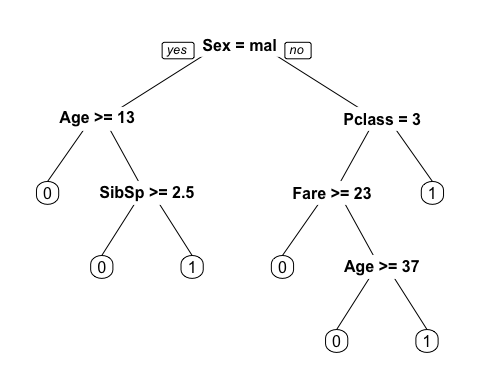 yes Sex = mal no
Age >= 13 Pclass = 3
0 SibSp >= 2.5 Fare >= 23 1
0 1 0 Age >= 37
0 1